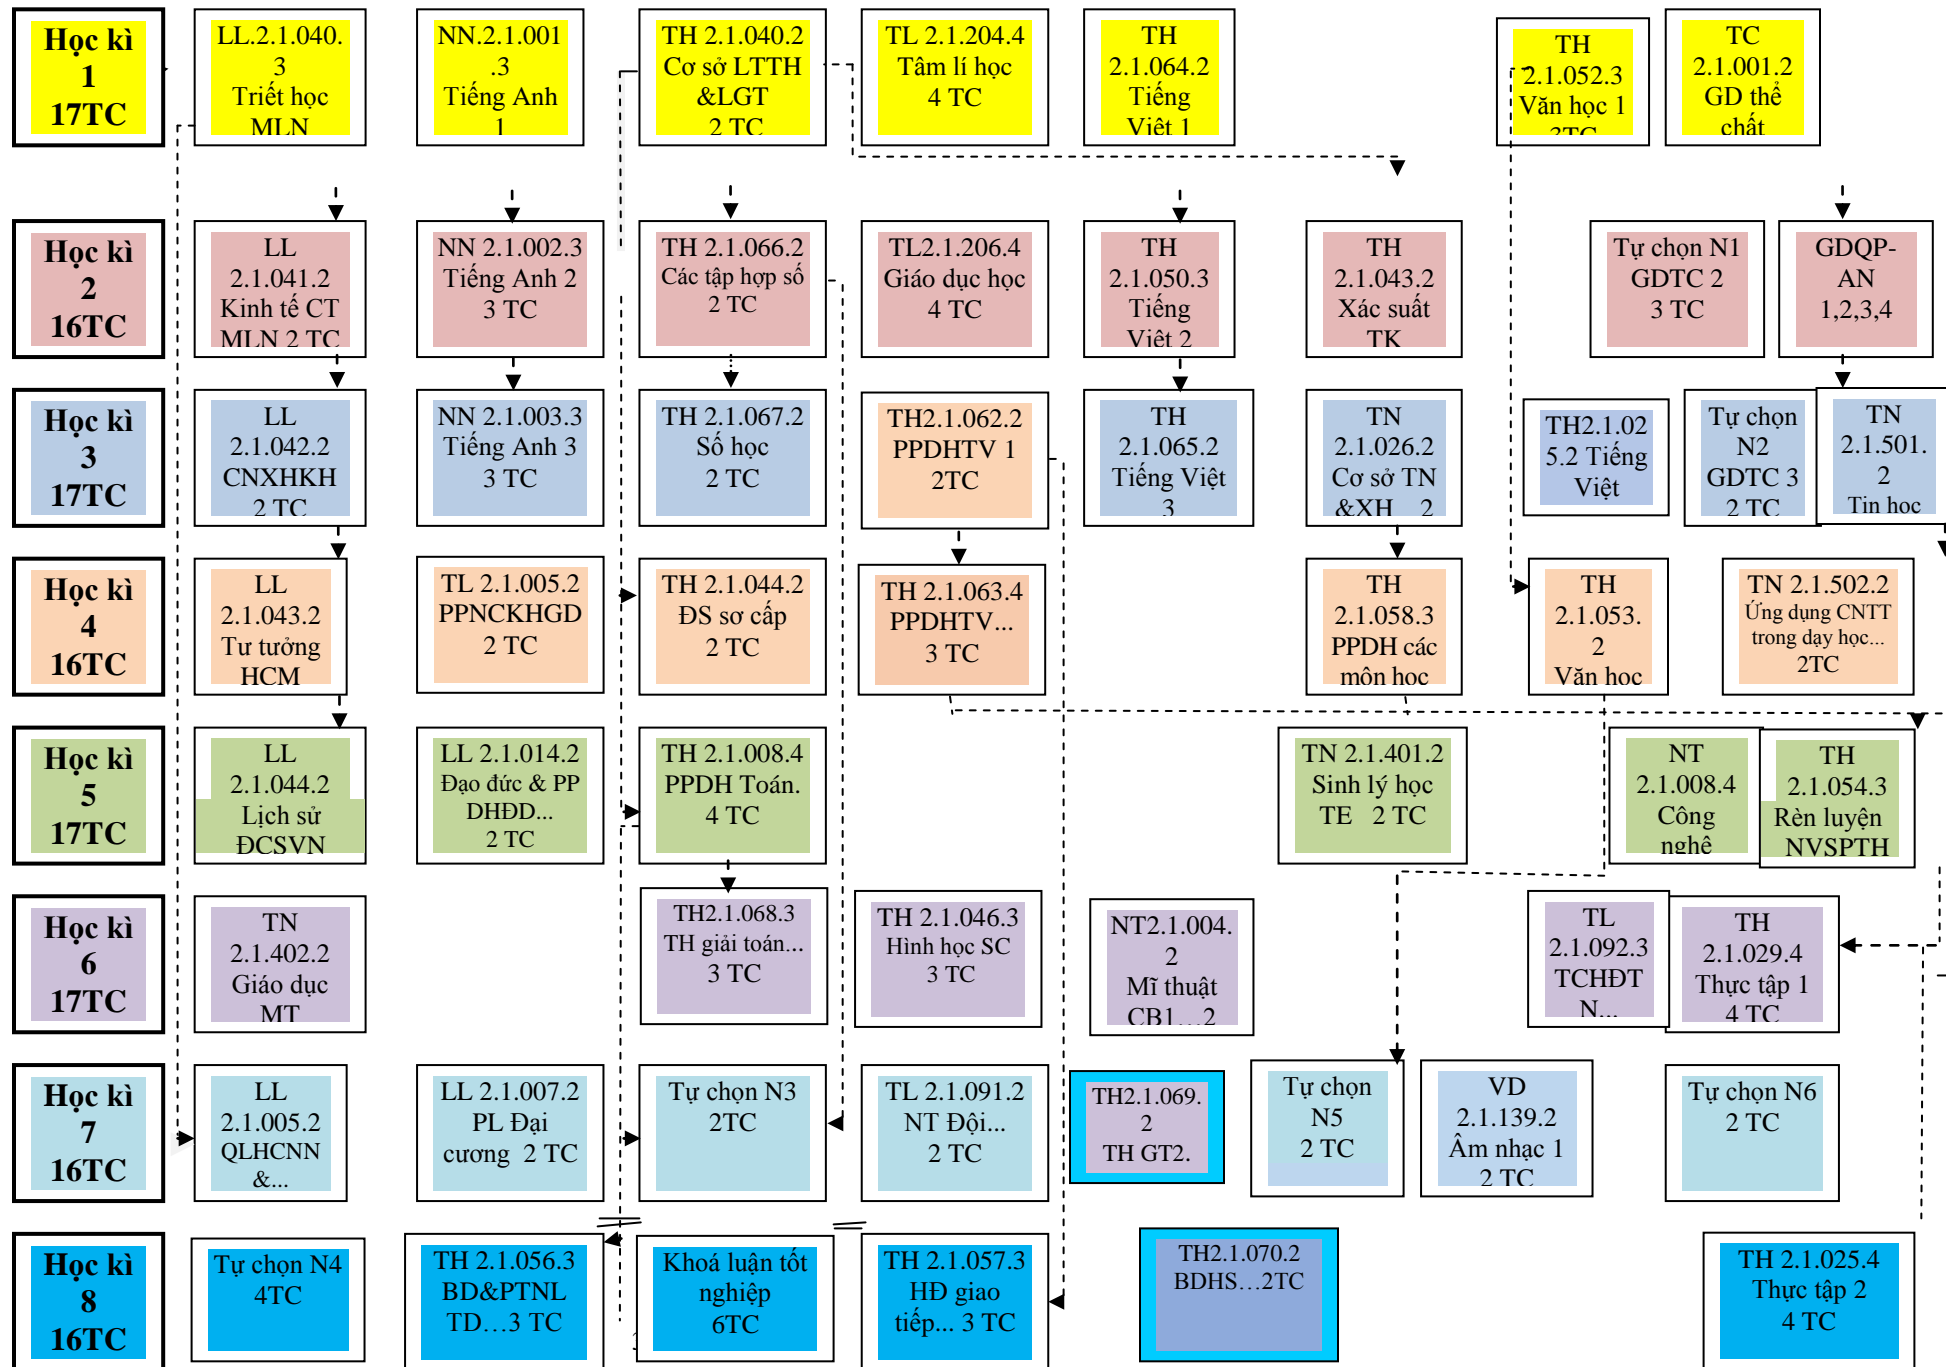 Học kì
1
17TC
LL.2.1.040.
3
Triết học
MLN
NN.2.1.001
.3
Tiếng Anh
1
TH 2.1.040.2
Cơ sở LTTH
&LGT
2 TC
TL 2.1.204.4
Tâm lí học
4 TC
TH
2.1.064.2
Tiếng
Việt 1
TH
2.1.052.3
Văn học 1
3TC
TC
2.1.001.2
GD thể
chất
Học kì
2
16TC
LL
2.1.041.2
Kinh tế CT
MLN 2 TC
NN 2.1.002.3
Tiếng Anh 2
3 TC
TH 2.1.066.2
Các tập hợp số
2 TC
TL2.1.206.4
Giáo dục học
4 TC
TH
2.1.050.3
Tiếng
Việt 2
TH
2.1.043.2
Xác suất
TK
Tự chọn N1
GDTC 2
3 TC
GDQP-
AN
1,2,3,4
Học kì
3
17TC
LL
2.1.042.2
CNXHKH
2 TC
NN 2.1.003.3
Tiếng Anh 3
3 TC
TH 2.1.067.2
Số học
2 TC
TH2.1.062.2
PPDHTV 1
2TC
TH
2.1.065.2
Tiếng Việt
3
TN
2.1.026.2
Cơ sở TN
&XH 2
TH2.1.02
5.2 Tiếng
Việt
Tự chọn
N2
GDTC 3
2 TC
TN
2.1.501.
2
Tin học
Học kì
4
16TC
LL
2.1.043.2
Tư tưởng
HCM
TL 2.1.005.2
PPNCKHGD
2 TC
TH 2.1.044.2
ĐS sơ cấp
2 TC
TH 2.1.063.4
PPDHTV...
3 TC
TH
2.1.058.3
PPDH các
môn học
TH
2.1.053.
2
Văn học
TN 2.1.502.2
Ứng dụng CNTT
trong dạy học...
2TC
Học kì
5
17TC
LL
2.1.044.2
Lịch sử
ĐCSVN
LL 2.1.014.2
Đạo đức & PP
DHĐD...
2 TC
TH 2.1.008.4
PPDH Toán.
4 TC
TN 2.1.401.2
Sinh lý học
TE 2 TC
NT
2.1.008.4
Công
nghệ
TH
2.1.054.3
Rèn luyện
NVSPTH
Học kì
6
17TC
TN
2.1.402.2
Giáo dục
MT
TH2.1.068.3
TH giải toán...
3 TC
TH 2.1.046.3
Hình học SC
3 TC
NT2.1.004.
2
Mĩ thuật
CB1...2
TL
2.1.092.3
TCHĐT
N...
TH
2.1.029.4
Thực tập 1
4 TC
Học kì
7
16TC
LL
2.1.005.2
QLHCNN
&...
LL 2.1.007.2
PL Đại
cương 2 TC
Tự chọn N3
2TC
TL 2.1.091.2
NT Đội...
2 TC
TH2.1.069.
2
TH GT2.
Tự chọn
N5
2 TC
VD
2.1.139.2
Âm nhạc 1
2 TC
Tự chọn N6
2 TC
Học kì
8
16TC
Tự chọn N4
4TC
TH 2.1.056.3
BD&PTNL
TD...3 TC
Khoá luận tốt
nghiệp
6TC
TH 2.1.057.3
HĐ giao
tiếp... 3 TC
TH2.1.070.2
BDHS...2TC
TH 2.1.025.4
Thực tập 2
4 TC